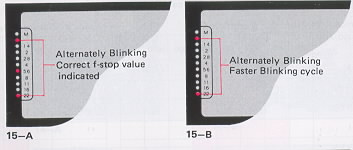 M
1.4
2
2.8
4
5.6
8
11
16
22
Alternately Blinking
Correct f-stop value
indicated
15—A
M
1.4
2
2.8
4
5.6
8
11
16
22
Alternately Blinking
Faster Blinking cycle
15—B